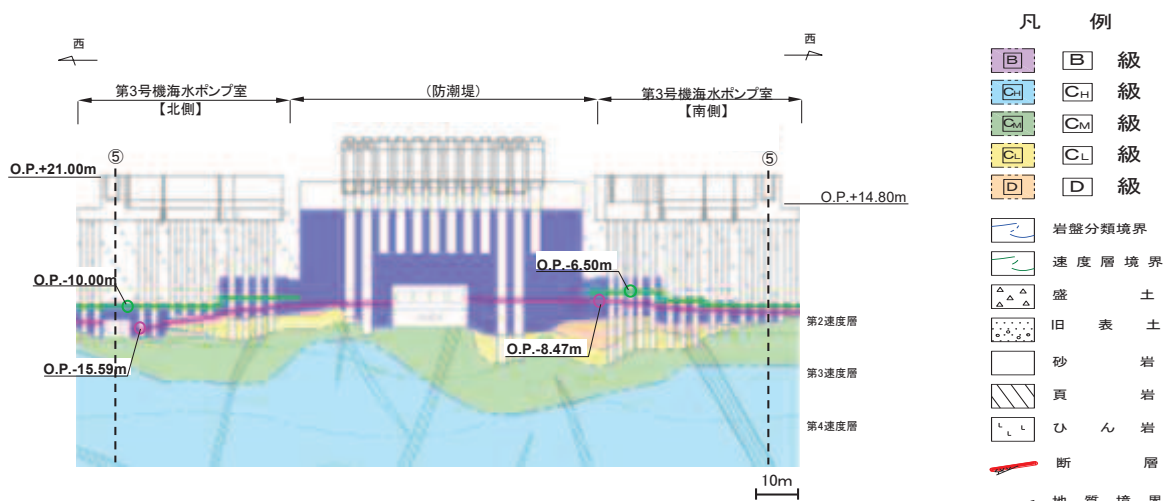 西
西
第3号機海水ポンプ室
【北側】
(防潮堤)
第3号機海水ポンプ室
【南側】
⑤
⑤
O.P.+21.00m
O.P.+14.80m
O.P.-10.00m
O.P.-6.50m
O.P.-8.47m
O.P.-15.59m
第2速度層
第3速度層
第4速度層
10m
凡 例
B B 級
CH CH 級
CM CM 級
CL CL 級
D D 級
岩盤分類境界
速度層境界
盛 土
旧表土
砂 岩
頁 岩
ひん岩
断 層
地質境界